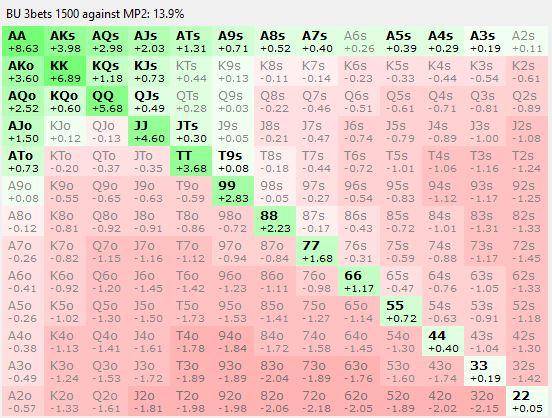 BU 3bets 1500 against MP2: 13.9%
AA AKs AQs AJs ATs A9s A8s A7s A6s A5s A4s A3s A2s
+8.63 +3.98 +2.98 +2.03 +1.31 +0.71 +0.52 +0.40 +0.26 +0.39 +0.29 +0.19 +0.11
AKo KK KQs KJs KTs K9s K8s K7s K6s K5s K4s K3s K2s
+3.60 +6.89 +1.18 +0.73 +0.44 +0.13 -0.11 -0.14 -0.23 -0.33 -0.44 -0.54 -0.61
AQo KQo QQ QJs QTs Q9s Q8s Q7s Q6s Q5s Q4s Q3s Q2s
+2.52 +0.60 +5.68 +0.49 +0.28 +0.03 -0.22 -0.46 -0.51 -0.61 -0.71 -0.81 -0.89
AJo KJo QJo JJ JTs J9s J8s J7s J6s J5s J4s J3s J2s
+1.50 +0.12 -0.13 +4.60 +0.30 +0.05 -0.21 -0.47 -0.74 -0.79 -0.89 -1.00 -1.08
ATo KTo QTo JTo TT T9s T8s T7s T6s T5s T4s T3s T2s
+0.73 -0.20 -0.37 -0.35 +3.68 +0.08 -0.18 -0.44 -0.72 -1.01 -1.06 -1.16 -1.24
A9o K9o Q9o J9o T9o 99 98s 97s 96s 95s 94s 93s 92s
+0.08 -0.55 -0.65 -0.63 -0.59 +2.83 -0.05 -0.27 -0.54 -0.83 -1.12 -1.17 -1.25
A8o K8o Q8o J8o T8o 98o 88 87s 86s 85s 84s 83s 82s
-0.12 -0.81 -0.92 -0.91 -0.86 -0.72 +2.23 -0.17 -0.43 -0.72 -1.01 -1.31 -1.33
A7o K7o Q7o J7o T7o 97o 87o 77 76s 75s 74s 73s 72s
-0.26 -0.82 -1.15 -1.16 -1.12 -0.94 -0.84 +1.68 -0.31 -0.59 -0.88 -1.17 -1.45
A6o K6o Q6o J6o T6o 96o 86o 76o 66 65s 64s 63s 62s
-0.41 -0.92 -1.20 -1.45 -1.42 -1.26 -1.11 -0.98 +1.17 -0.47 -0.76 -1.05 -1.33
A5o K5o Q5o J5o T5o 95o 85o 75o 65o 55 54s 53s 52s
-0.26 -1.02 -1.30 -1.50 -1.73 -1.53 -1.41 -1.27 -1.14 +0.72 -0.63 -0.91 -1.18
A4o K4o Q4o J4o T4o 94o 84o 74o 64o 54o 44 43s 42s
-0.38 -1.13 -1.41 -1.61 -1.78 -1.84 -1.72 -1.58 -1.45 -1.30 +0.40 -1.04 -1.30
A3o K3o Q3o J3o T3o 93o 83o 73o 63o 53o 43o 33 32s
-0.49 -1.24 -1.53 -1.72 -1.89 -1.89 -2.03 -1.89 -1.76 -1.60 -1.74 +0.19 -1.42
A2o K2o Q2o J2o T2o 92o 82o 72o 62o 52o 42o 32o 22
-0.57 -1.33 -1.61 -1.81 -1.98 -1.98 -2.06 -2.18 -2.05 -1.89 -2.02 -2.15 +0.05